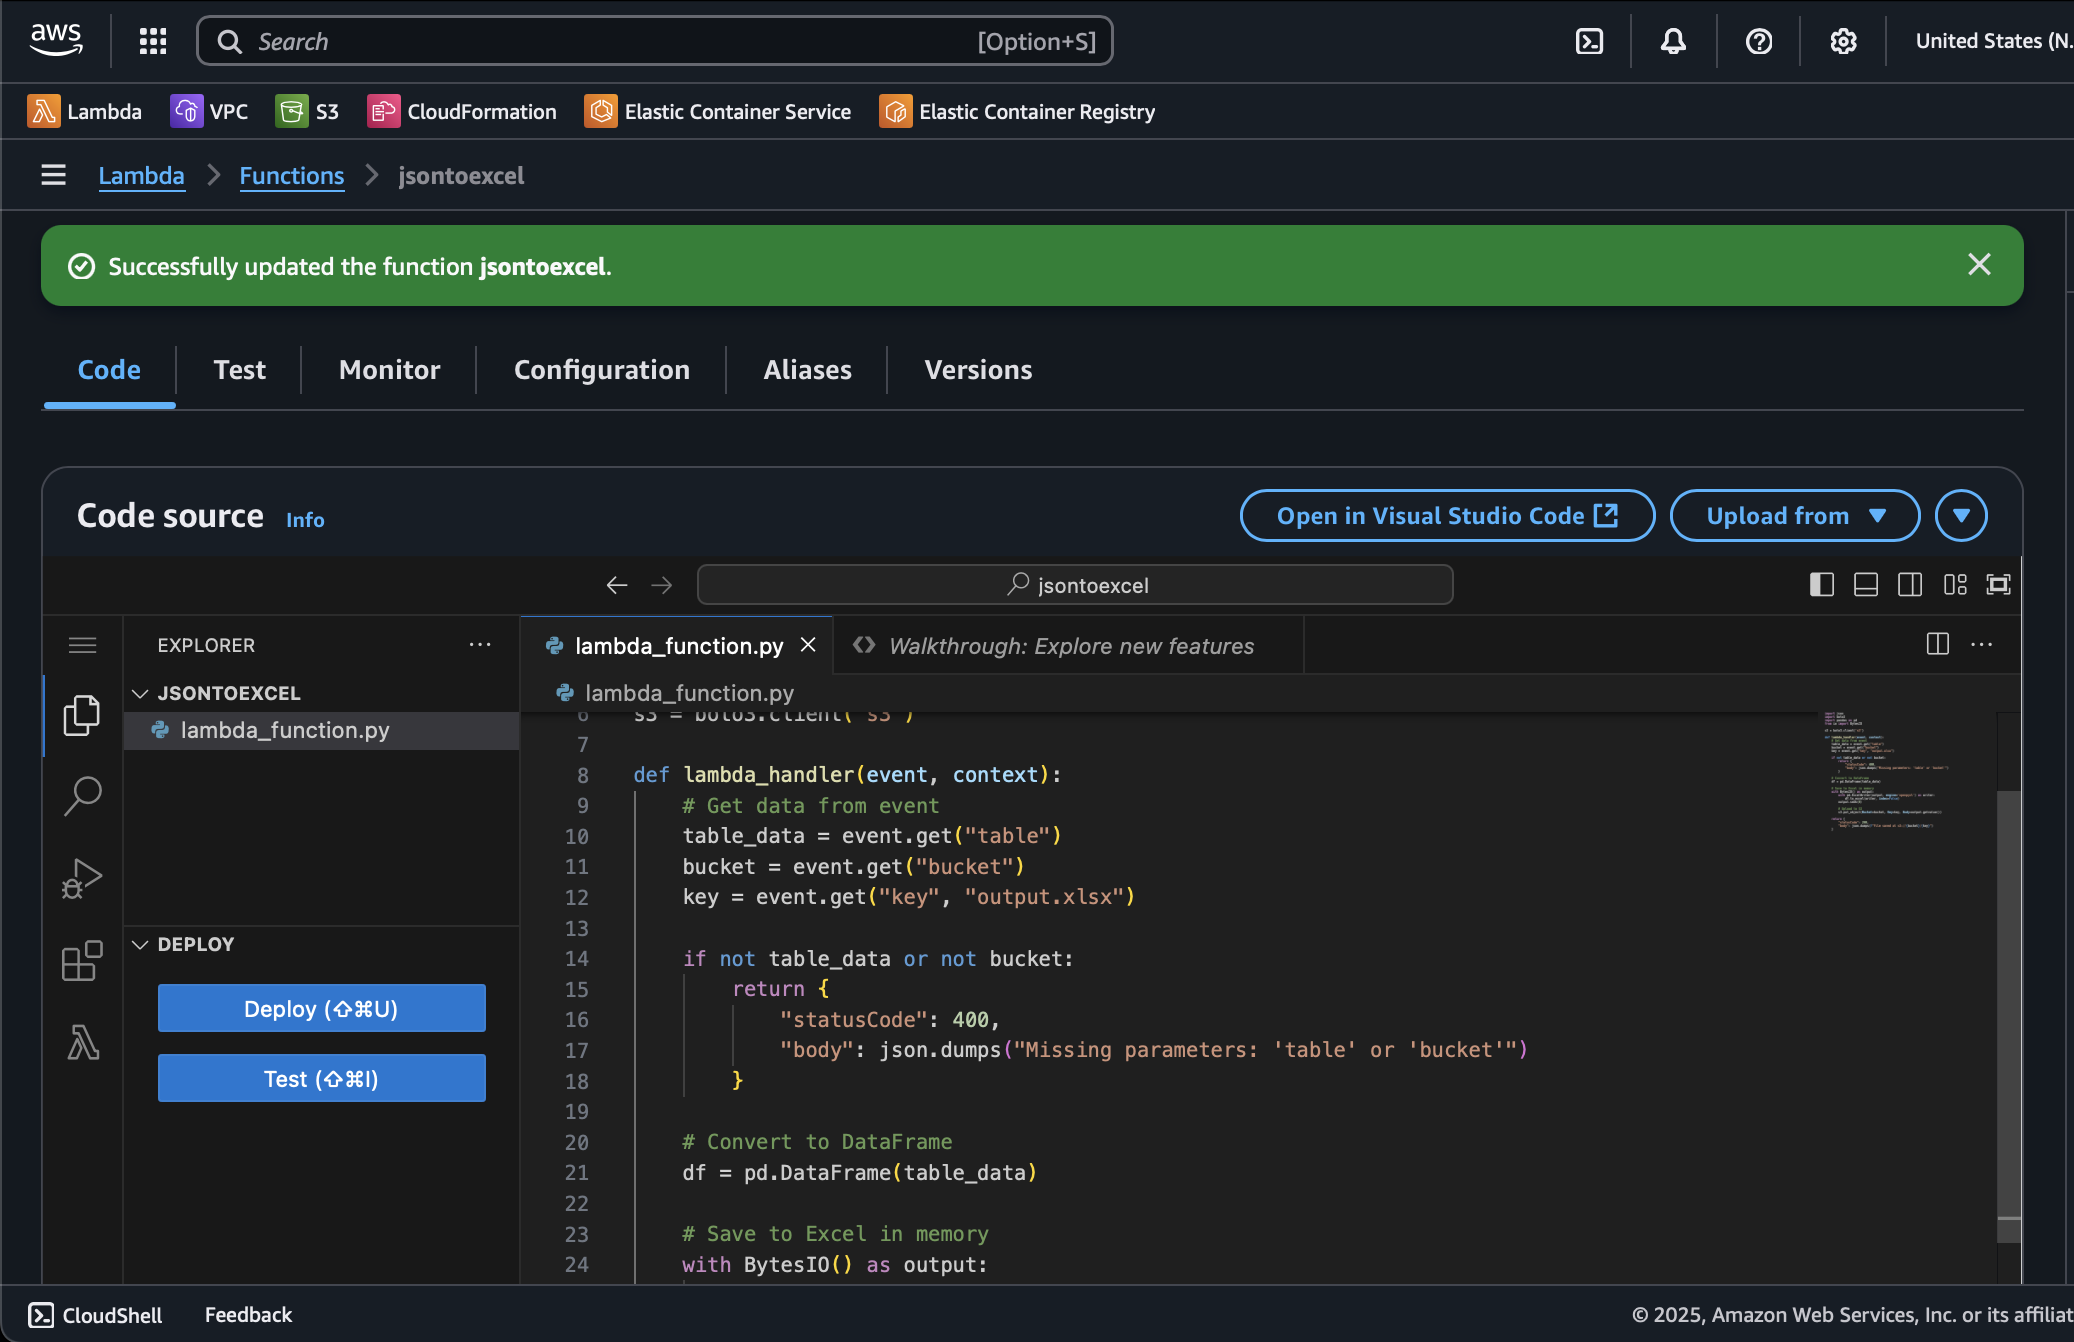 aws
Search [Option+S]
United States (N.
Lambda VPC S3 CloudFormation Elastic Container Service Elastic Container Registry
Lambda > Functions > jsontoexcel
Successfully updated the function jsontoexcel.
Code Test Monitor Configuration Aliases Versions
Code source Info
Open in Visual Studio Code
Upload from
jsontoexcel
EXPLORER ...
JSONTOEXCEL
lambda_function.py
DEPLOY
Deploy (⇧⌘U)
Test (⇧⌘I)
lambda_function.py
Walkthrough: Explore new features
...
lambda_function.py
6 s3 = boto3.client('s3')
7
8 def lambda_handler(event, context):
9 # Get data from event
10 table_data = event.get("table")
11 bucket = event.get("bucket")
12 key = event.get("key", "output.xlsx")
13
14 if not table_data or not bucket:
15 return {
16 "statusCode": 400,
17 "body": json.dumps("Missing parameters: 'table' or 'bucket'")
18 }
19
20 # Convert to DataFrame
21 df = pd.DataFrame(table_data)
22
23 # Save to Excel in memory
24 with BytesIO() as output:
CloudShell Feedback
© 2025, Amazon Web Services, Inc. or its affiliat